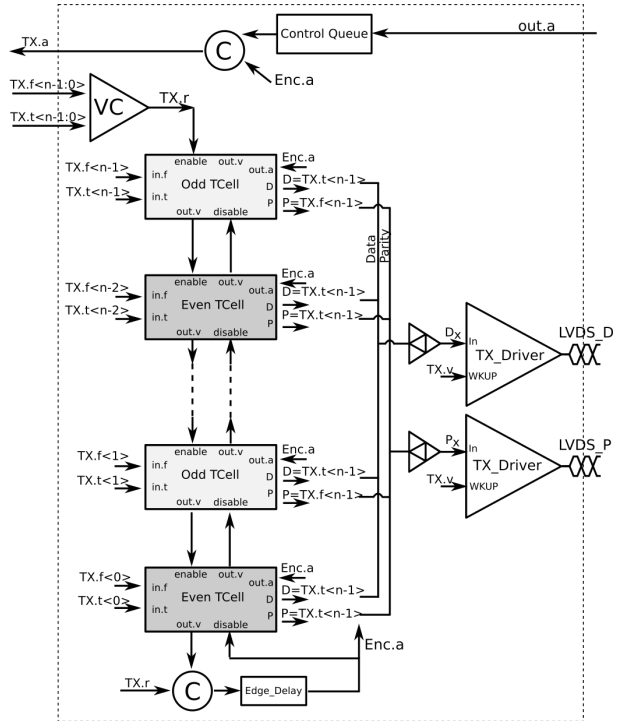 out.a
Control Queue
TX.a
C
Enc.a
TX.f<n-1:0>
TX.t<n-1:0>
VC
TX.r
enable out.v
Enc.a
out.a
TX.f<n-1>
in.f
Odd TCell
D
D=TX.t<n-1>
TX.t<n-1>
in.t
P
P=TX.f<n-1>
out.v disable
Data
Parity
enable out.v
Enc.a
out.a
TX.f<n-2>
in.f
Even TCell
D
D=TX.t<n-1>
TX.t<n-2>
in.t
P
P=TX.t<n-1>
out.v disable
Dx
In
TX_Driver
LVDS_D
TX.v
WKUP
enable out.v
Enc.a
out.a
TX.f<1>
in.f
Odd TCell
D
D=TX.t<n-1>
TX.t<1>
in.t
P
P=TX.f<n-1>
out.v disable
Px
In
TX_Driver
LVDS_P
TX.v
WKUP
enable out.v
Enc.a
out.a
TX.f<0>
in.f
Even TCell
D
D=TX.t<n-1>
TX.t<0>
in.t
P
P=TX.t<n-1>
out.v disable
Enc.a
TX.r
C
Edge_Delay